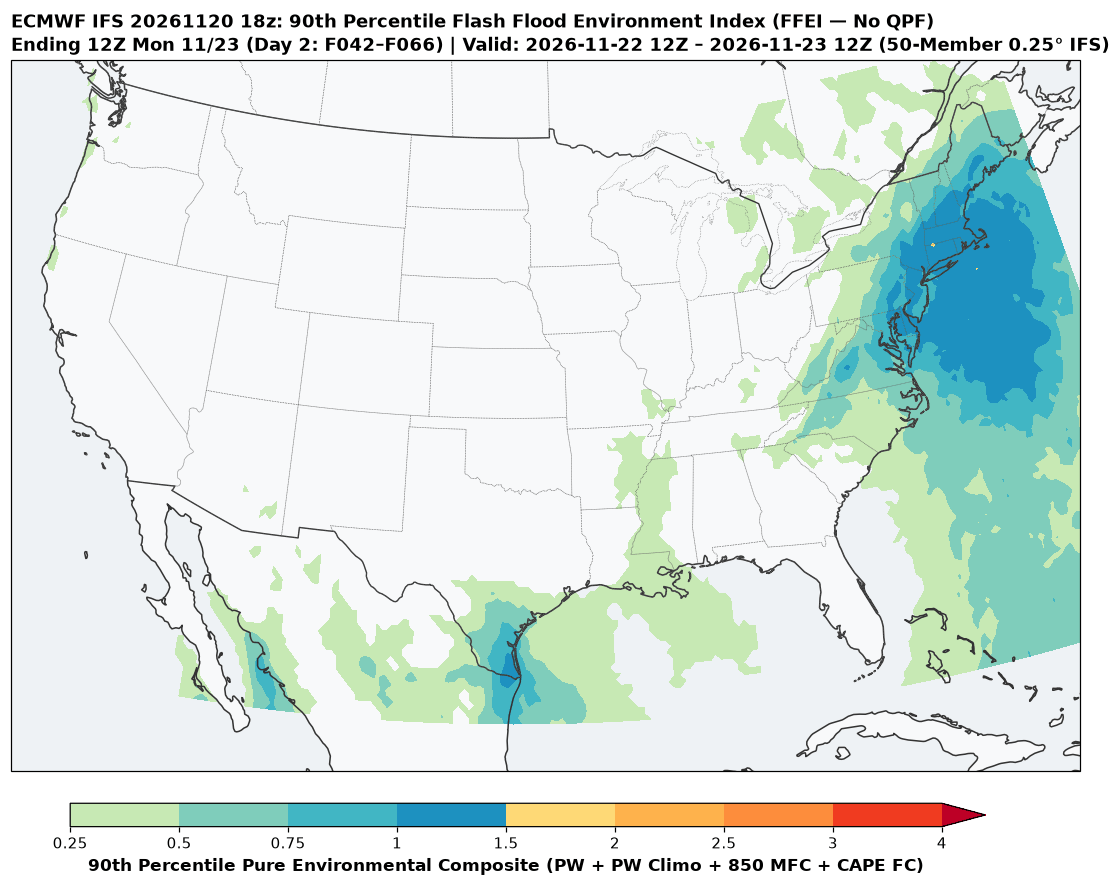 ECMWF IFS 20261120 18z: 90th Percentile Flash Flood Environment Index (FFEI — No QPF)
Ending 12Z Mon 11/23 (Day 2: F042–F066) | Valid: 2026-11-22 12Z – 2026-11-23 12Z (50-Member 0.25° IFS)
0.25 0.5 0.75 1 1.5 2 2.5 3 4
90th Percentile Pure Environmental Composite (PW + PW Climo + 850 MFC + CAPE FC)